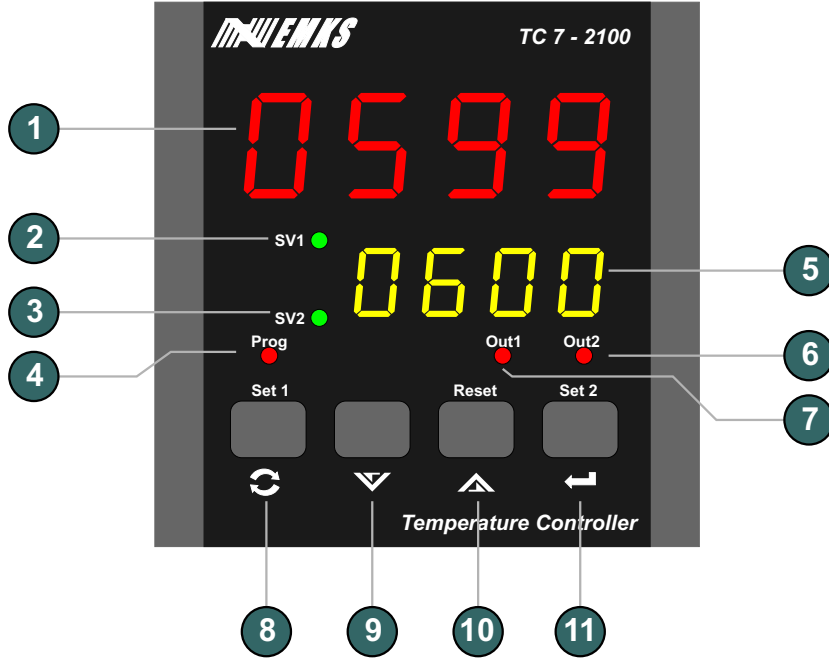 EMKS TC 7 - 2100
1
0599
2
SV1
0600
5
3
SV2
Prog
Out1
Out2
6
4
7
Set 1
Reset
Set 2
Temperature Controller
8
9
10
11